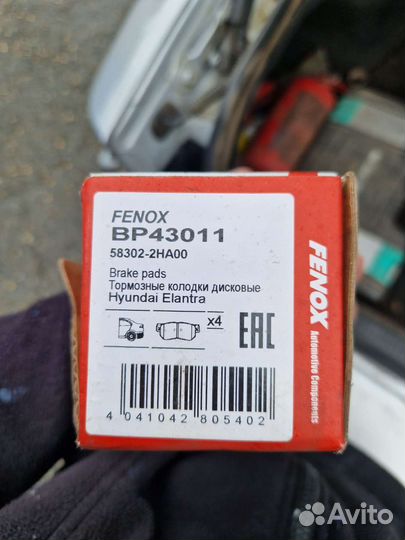 FENOX
BP43011
58302-2HA00
Brake pads
Тормозные колодки дисковые
Hyundai Elantra
x4
EAC
4 041042 805402
FENOX
Automotive Components
Avito